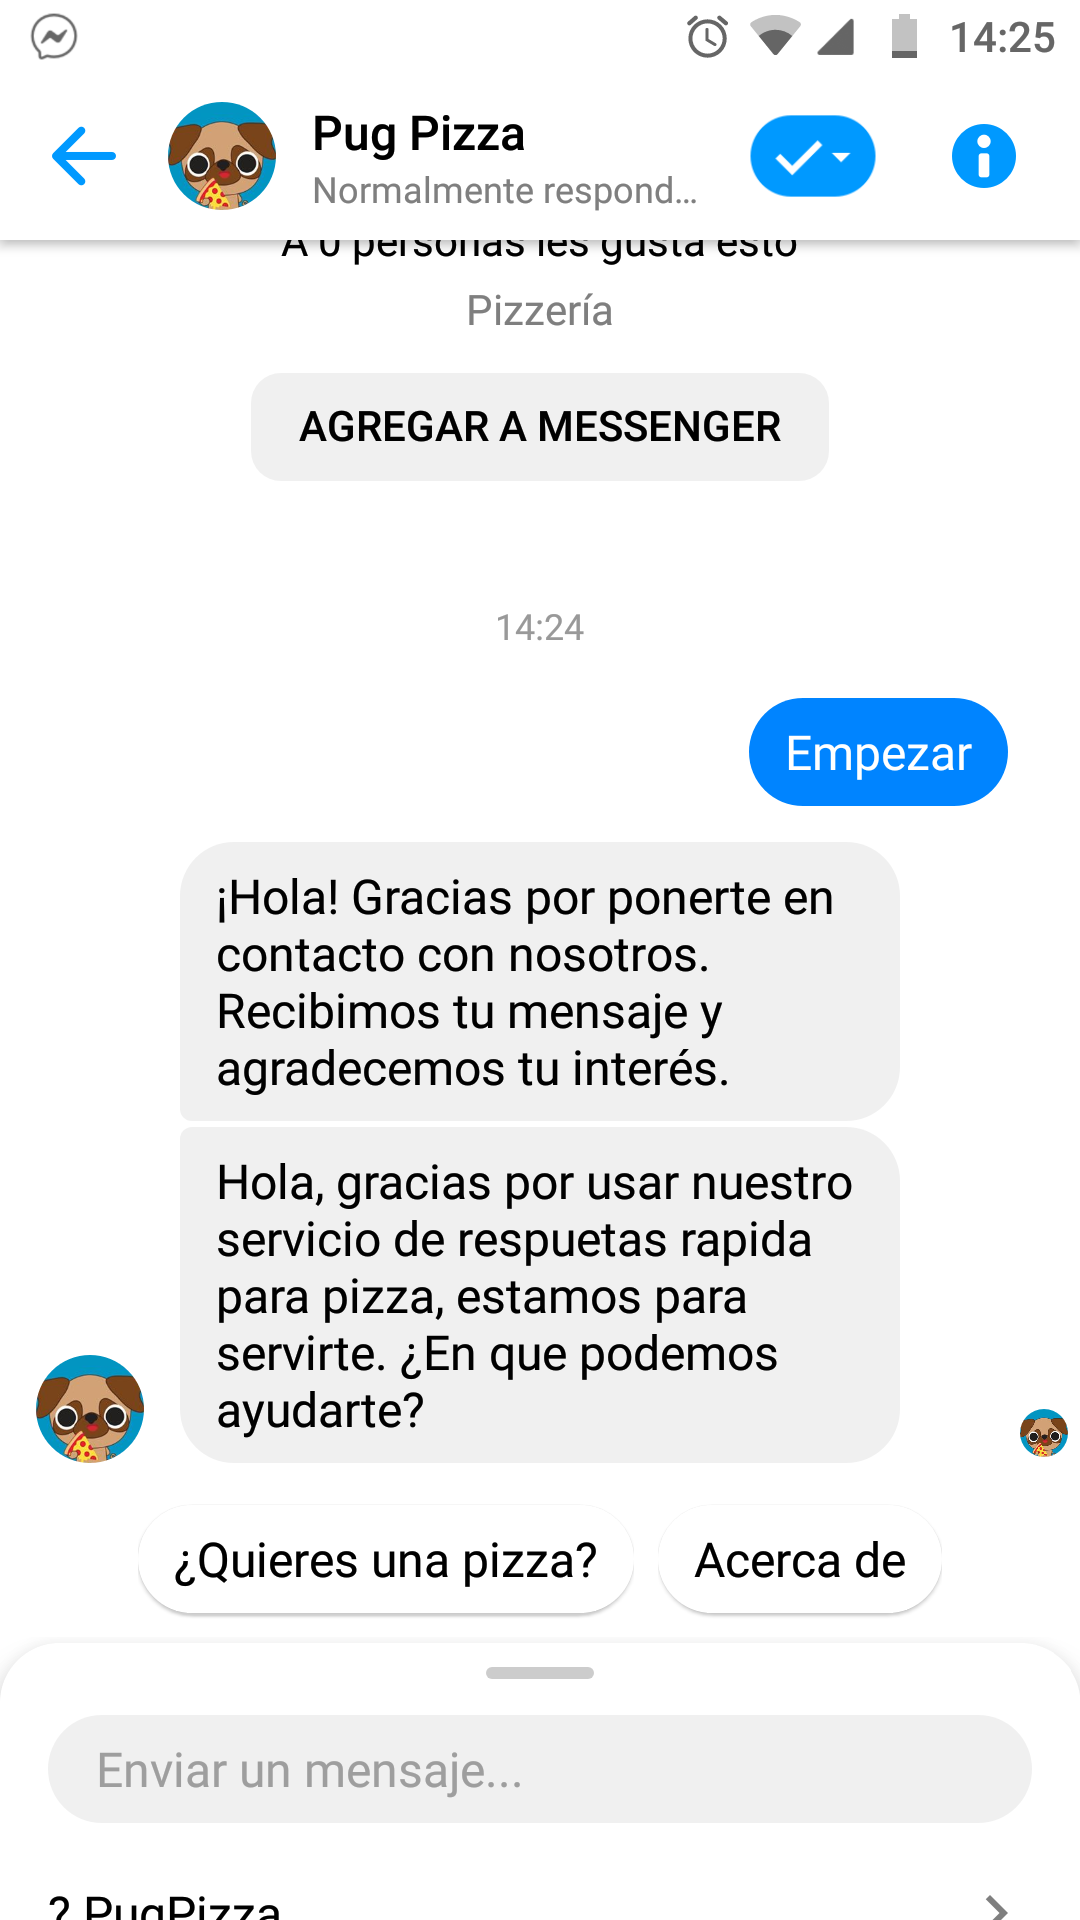 14:25
Pug Pizza
Normalmente respond...
A 0 personas les gusta esto
Pizzería
AGREGAR A MESSENGER
14:24
Empezar
¡Hola! Gracias por ponerte en
contacto con nosotros.
Recibimos tu mensaje y
agradecemos tu interés.
Hola, gracias por usar nuestro
servicio de respuetas rapida
para pizza, estamos para
servirte. ¿En que podemos
ayudarte?
¿Quieres una pizza?
Acerca de
Enviar un mensaje...
? PugPizza